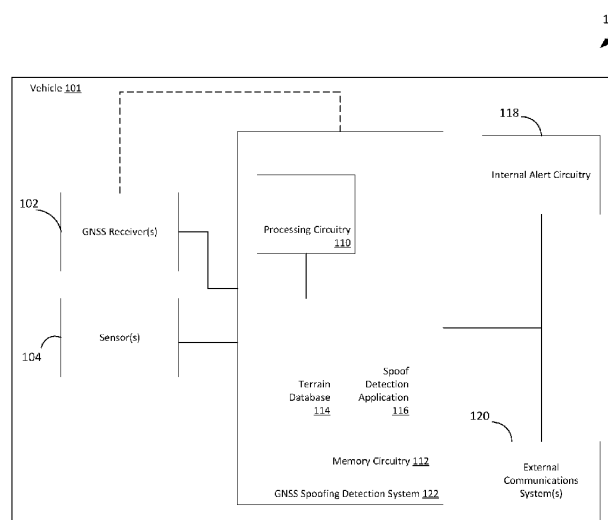 Vehicle 101
118
Internal Alert Circuitry
102
GNSS Receiver(s)
Processing Circuitry
110
Sensor(s)
104
Terrain
Database
114
Spoof
Detection
Application
116
120
Memory Circuitry 112
GNSS Spoofing Detection System 122
External
Communications
System(s)